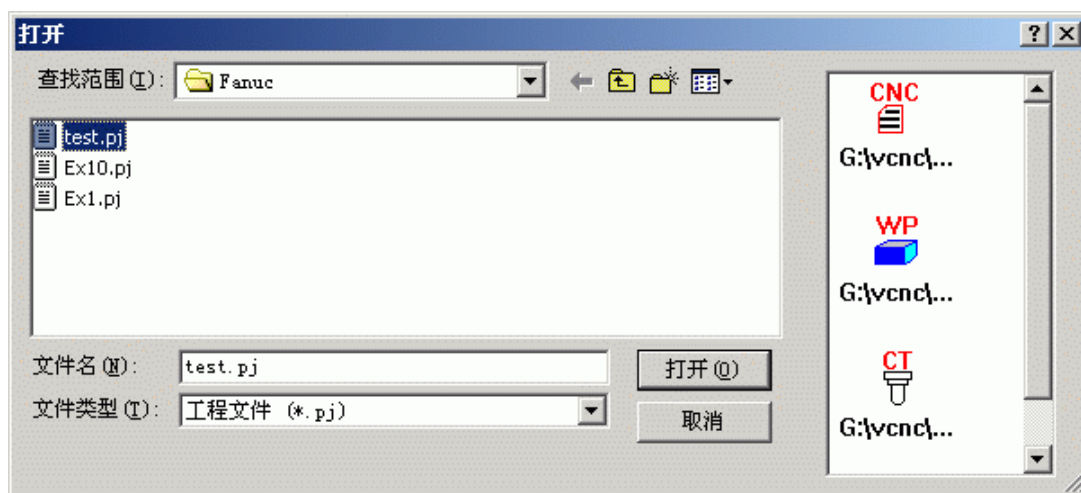 打开
查找范围(I): Fanuc
test.pj
Ex10.pj
Ex1.pj
文件名(N): test.pj 打开(O)
文件类型(T): 工程文件 (*.pj) 取消
CNC
G:\vcnc\...
WP
G:\vcnc\...
CT
G:\vcnc\...